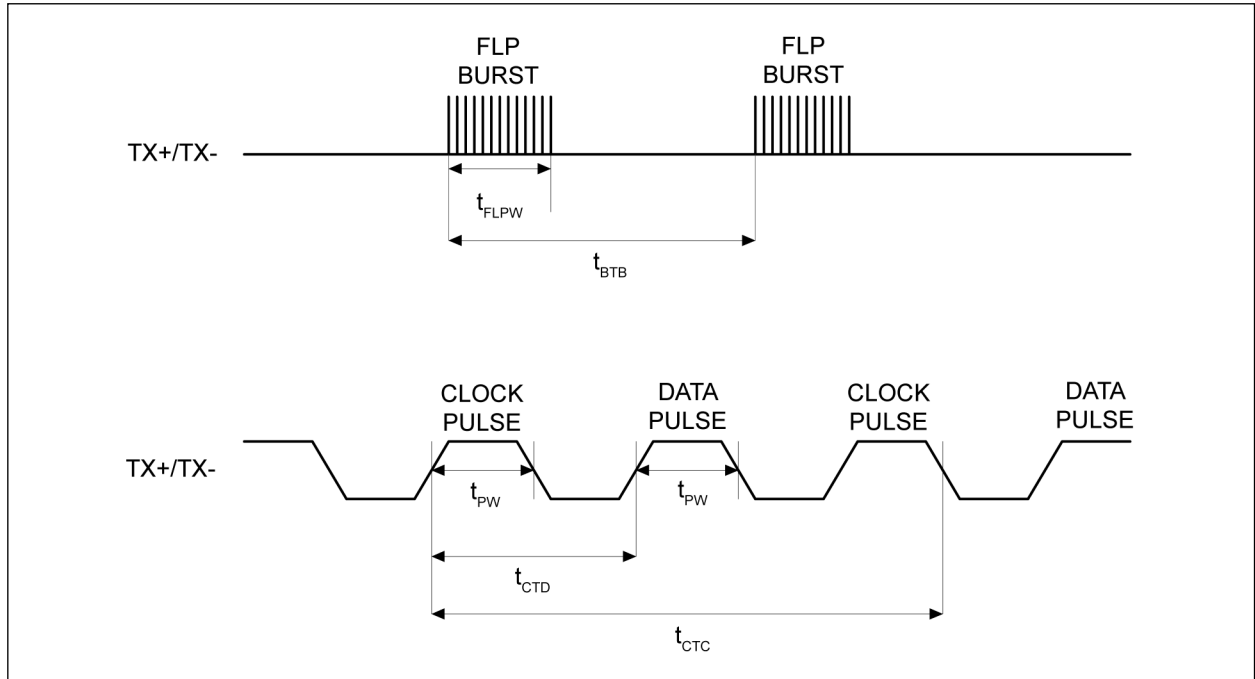 FLP
BURST
FLP
BURST
TX+/TX-
tFLPW
tBTB
CLOCK
PULSE
DATA
PULSE
CLOCK
PULSE
DATA
PULSE
TX+/TX-
tPW
tPW
tCTD
tCTC